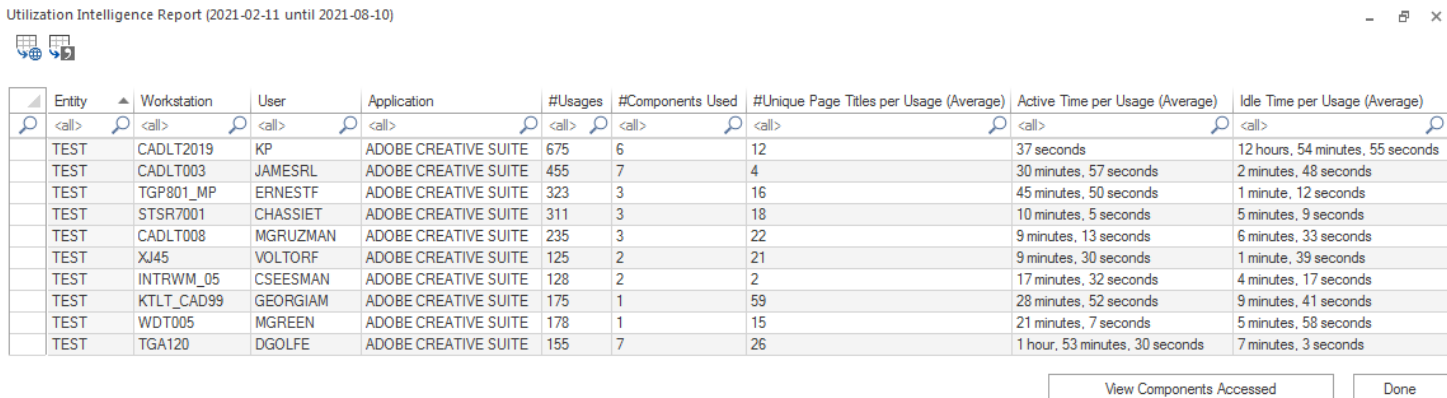 Utilization Intelligence Report (2021-02-11 until 2021-08-10)
Entity Workstation User Application #Usages #Components Used #Unique Page Titles per Usage (Average) Active Time per Usage (Average) Idle Time per Usage (Average)
<all> <all> <all> <all> <all> <all> <all> <all> <all>
TEST CADLT2019 KP ADOBE CREATIVE SUITE 675 6 12 37 seconds 12 hours, 54 minutes, 55 seconds
TEST CADLT003 JAMESRL ADOBE CREATIVE SUITE 455 7 4 30 minutes, 57 seconds 2 minutes, 48 seconds
TEST TGP801_MP ERNESTF ADOBE CREATIVE SUITE 323 3 16 45 minutes, 50 seconds 1 minute, 12 seconds
TEST STSR7001 CHASSIET ADOBE CREATIVE SUITE 311 3 18 10 minutes, 5 seconds 5 minutes, 9 seconds
TEST CADLT008 MGRUZMAN ADOBE CREATIVE SUITE 235 3 22 9 minutes, 13 seconds 6 minutes, 33 seconds
TEST XJ45 VOLTORF ADOBE CREATIVE SUITE 125 2 21 9 minutes, 30 seconds 1 minute, 39 seconds
TEST INTRWM_05 CSEESMAN ADOBE CREATIVE SUITE 128 2 2 17 minutes, 32 seconds 4 minutes, 17 seconds
TEST KTLT_CAD99 GEORGIAM ADOBE CREATIVE SUITE 175 1 59 28 minutes, 52 seconds 9 minutes, 41 seconds
TEST WDT005 MGREEN ADOBE CREATIVE SUITE 178 1 15 21 minutes, 7 seconds 5 minutes, 58 seconds
TEST TGA120 DGOLFE ADOBE CREATIVE SUITE 155 7 26 1 hour, 53 minutes, 30 seconds 7 minutes, 3 seconds
View Components Accessed Done